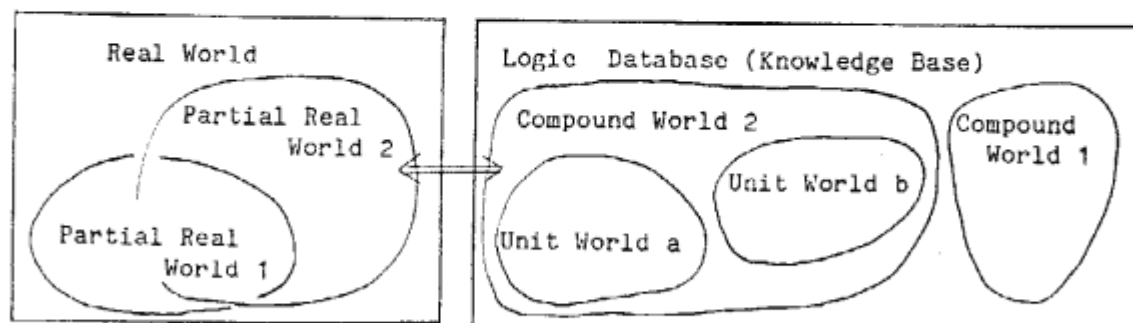 Real World
Partial Real
World 2
Partial Real
World 1
Logic Database (Knowledge Base)
Compound World 2
Unit World a
Unit World b
Compound
World 1